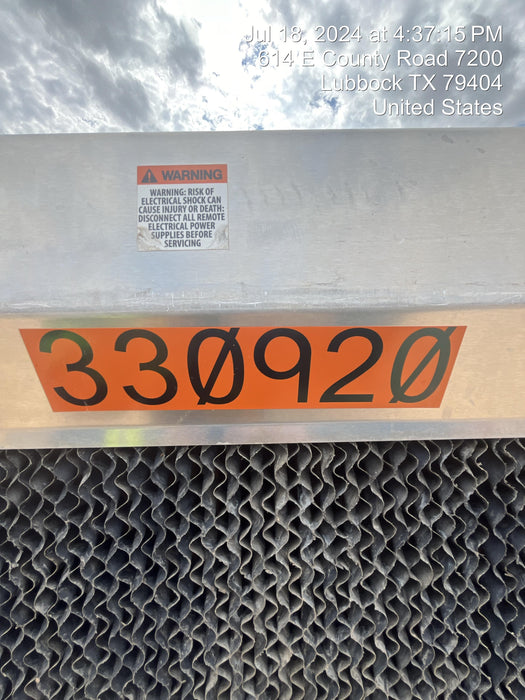 Jul 18, 2024 at 4:37:15 PM
614 E County Road 7200
Lubbock TX 79404
United States
WARNING
WARNING: RISK OF
ELECTRICAL SHOCK CAN
CAUSE INJURY OR DEATH:
DISCONNECT ALL REMOTE
ELECTRICAL POWER
SUPPLIES BEFORE
SERVICING
330920